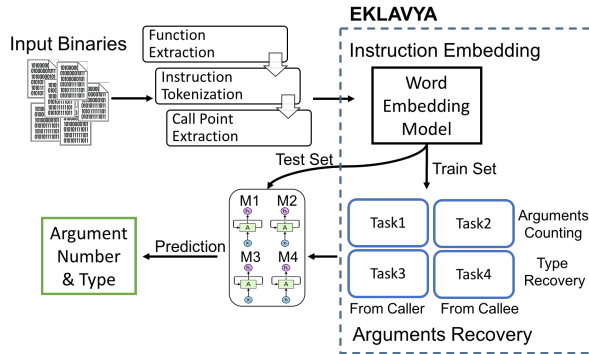 EKLAVYA
Input Binaries
Function
Extraction
Instruction
Tokenization
Call Point
Extraction
Instruction Embedding
Word
Embedding
Model
Test Set
Train Set
M1 M2
A A
M3 M4
A A
Prediction
Argument
Number
& Type
Task1 Task2
Arguments
Counting
Task3 Task4
Type
Recovery
From Caller From Callee
Arguments Recovery